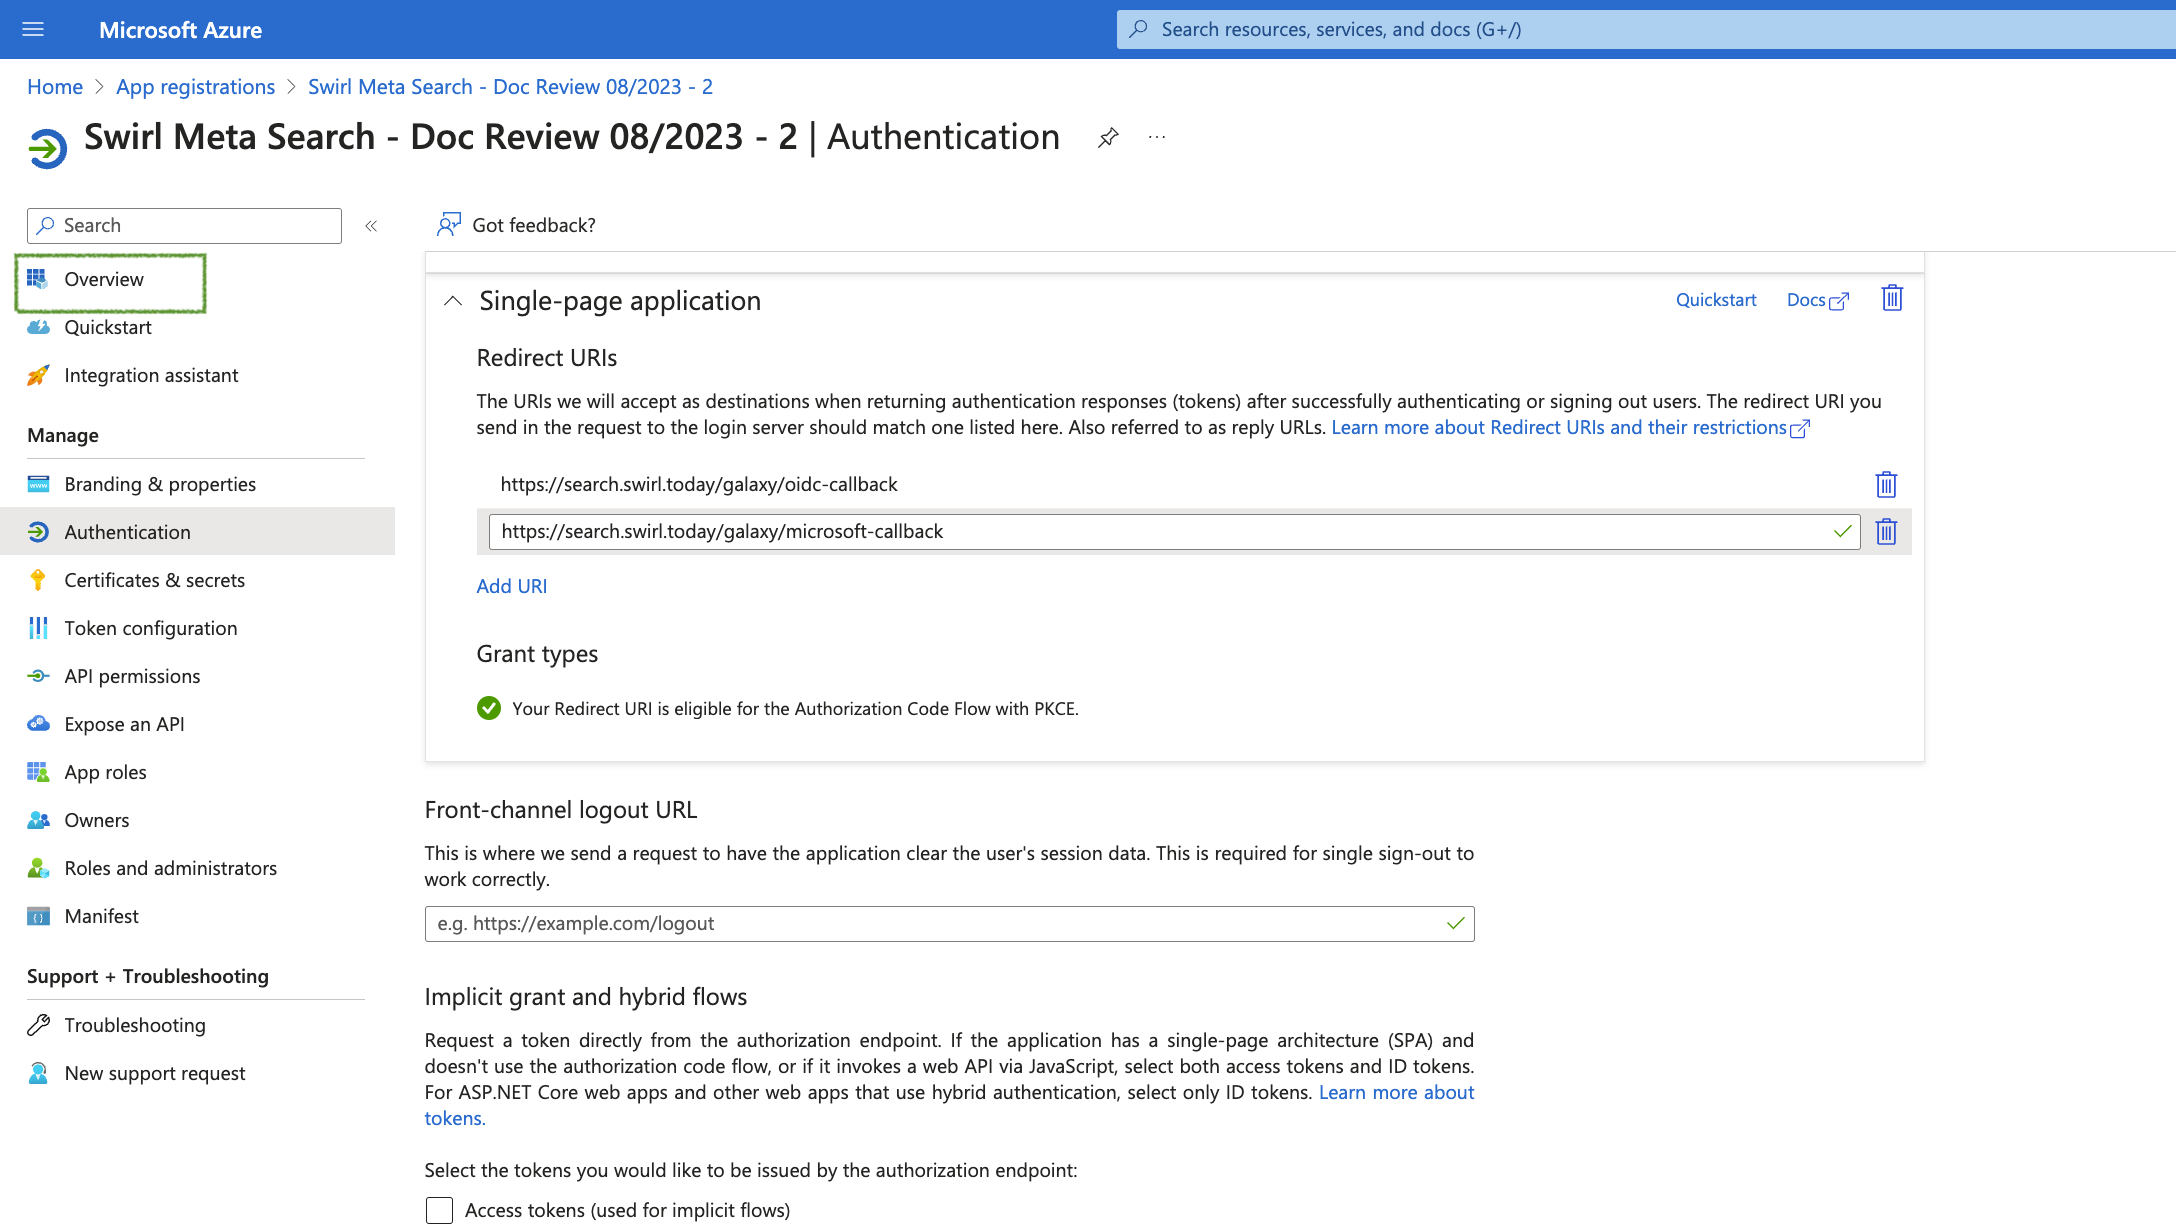 Microsoft Azure
Search resources, services, and docs (G+/)
Home > App registrations > Swirl Meta Search - Doc Review 08/2023 - 2
Swirl Meta Search - Doc Review 08/2023 - 2 | Authentication
...
Search
«
Overview
Quickstart
Integration assistant
Manage
Branding & properties
Authentication
Certificates & secrets
Token configuration
API permissions
Expose an API
App roles
Owners
Roles and administrators
Manifest
Support + Troubleshooting
Troubleshooting
New support request
Got feedback?
Single-page application
Quickstart
Docs
Redirect URIs
The URIs we will accept as destinations when returning authentication responses (tokens) after successfully authenticating or signing out users. The redirect URI you
send in the request to the login server should match one listed here. Also referred to as reply URLs. Learn more about Redirect URIs and their restrictions
https://search.swirl.today/galaxy/oidc-callback
https://search.swirl.today/galaxy/microsoft-callback
Add URI
Grant types
Your Redirect URI is eligible for the Authorization Code Flow with PKCE.
Front-channel logout URL
This is where we send a request to have the application clear the user's session data. This is required for single sign-out to
work correctly.
e.g. https://example.com/logout
Implicit grant and hybrid flows
Request a token directly from the authorization endpoint. If the application has a single-page architecture (SPA) and
doesn't use the authorization code flow, or if it invokes a web API via JavaScript, select both access tokens and ID tokens.
For ASP.NET Core web apps and other web apps that use hybrid authentication, select only ID tokens. Learn more about
tokens.
Select the tokens you would like to be issued by the authorization endpoint:
Access tokens (used for implicit flows)